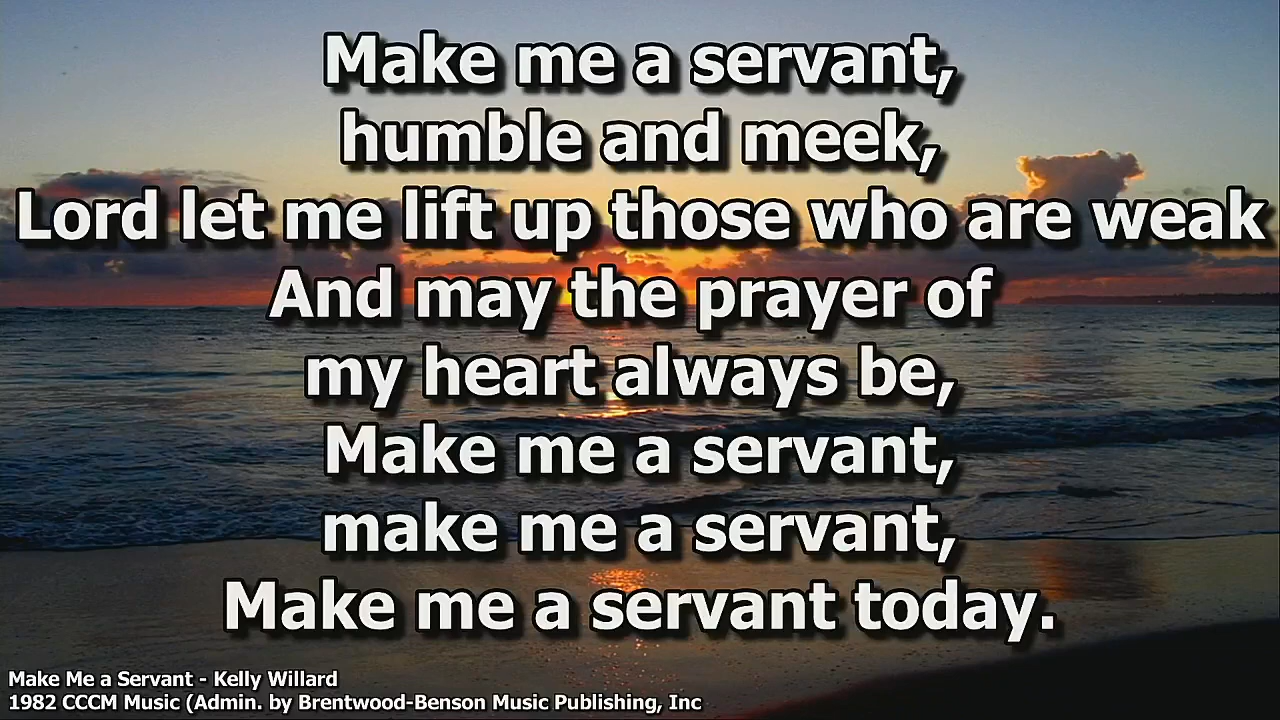 Make me a servant,
humble and meek,
Lord let me lift up those who are weak
And may the prayer of
my heart always be,
Make me a servant,
make me a servant,
Make me a servant today.
Make Me a Servant - Kelly Willard
1982 CCCM Music (Admin. by Brentwood-Benson Music Publishing, Inc